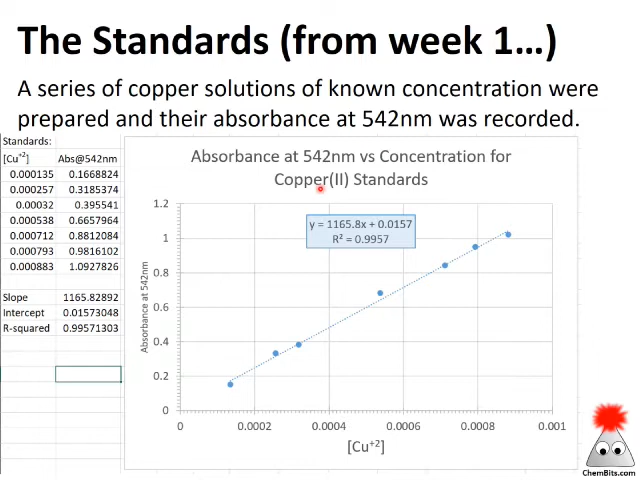 The Standards (from week 1...)
A series of copper solutions of known concentration were
prepared and their absorbance at 542nm was recorded.
Standards:
[Cu⁺²] Abs@542nm
0.000135 0.1668824
0.000257 0.3185374
0.00032 0.395541
0.000538 0.6657964
0.000712 0.8812084
0.000793 0.9816102
0.000883 1.0927826
Slope 1165.82892
Intercept 0.01573048
R-squared 0.99571303
Absorbance at 542nm vs Concentration for
Copper(II) Standards
y = 1165.8x + 0.0157
R² = 0.9957
Absorbance at 542nm
1.2
1
0.8
0.6
0.4
0.2
0
0 0.0002 0.0004 0.0006 0.0008 0.001
[Cu⁺²]
ChemBits.com